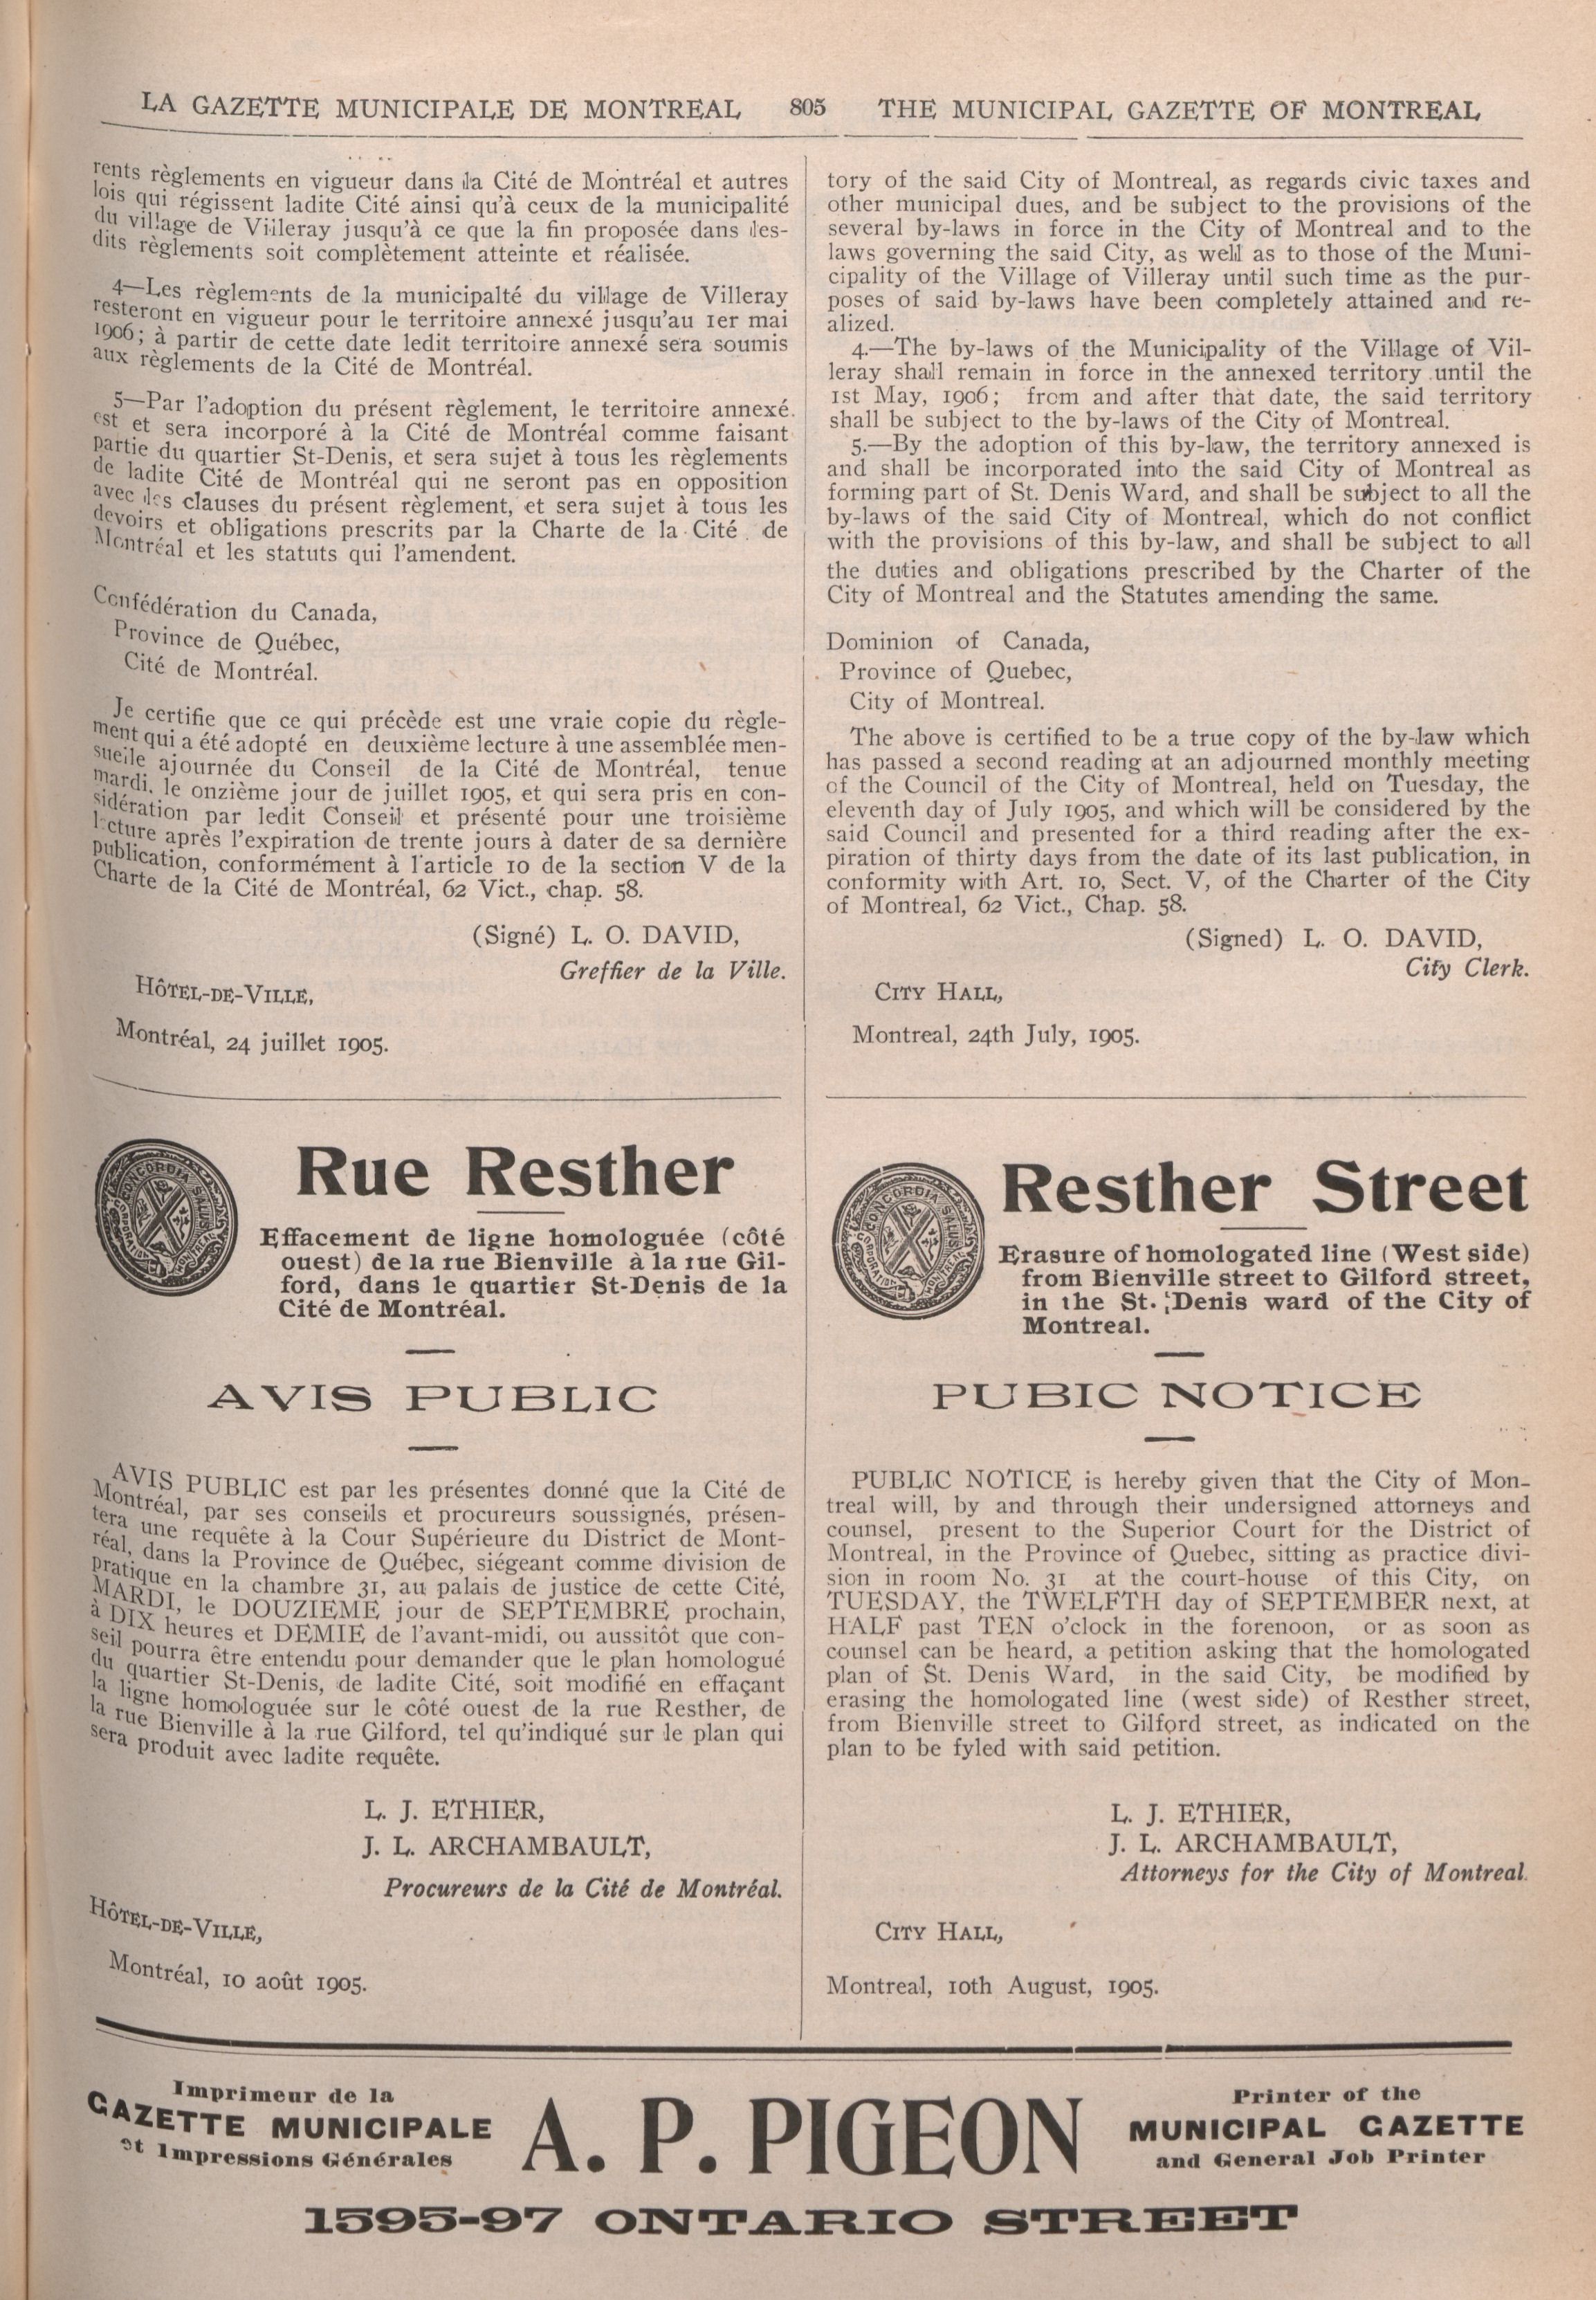 LA GAZETTE MUNICIPALE DE MONTREAL 805 THE MUNICIPAL GAZETTE OF MONTREAL
rents règlements en vigueur dans la Cité de Montréal et autres
lois qui régissent ladite Cité ainsi qu'à ceux de la municipalité
du village de Villeray jusqu'à ce que la fin proposée dans les-
dits règlements soit complètement atteinte et réalisée.
4—Les règlements de la municipalté du village de Villeray
resteront en vigueur pour le territoire annexé jusqu'au 1er mai
1906; à partir de cette date ledit territoire annexé sera soumis
aux règlements de la Cité de Montréal.
5—Par l'adoption du présent règlement, le territoire annexé
est et sera incorporé à la Cité de Montréal comme faisant
partie du quartier St-Denis, et sera sujet à tous les règlements
de ladite Cité de Montréal qui ne seront pas en opposition
avec les clauses du présent règlement, et sera sujet à tous les
devoirs et obligations prescrits par la Charte de la Cité de
Montréal et les statuts qui l'amendent.
Confédération du Canada,
Province de Québec,
Cité de Montréal.
Je certifie que ce qui précède est une vraie copie du règle-
ment qui a été adopté en deuxième lecture à une assemblée men-
suelle ajournée du Conseil de la Cité de Montréal, tenue
mardi, le onzième jour de juillet 1905, et qui sera pris en con-
sidération par ledit Conseil et présenté pour une troisième
lecture après l'expiration de trente jours à dater de sa dernière
publication, conformément à l'article 10 de la section V de la
Charte de la Cité de Montréal, 62 Vict., chap. 58.
(Signé) L. O. DAVID,
Greffier de la Ville.
HÔTEL-DE-VILLE,
Montréal, 24 juillet 1905.
tory of the said City of Montreal, as regards civic taxes and
other municipal dues, and be subject to the provisions of the
several by-laws in force in the City of Montreal and to the
laws governing the said City, as well as to those of the Muni-
cipality of the Village of Villeray until such time as the pur-
poses of said by-laws have been completely attained and re-
alized.
4.—The by-laws of the Municipality of the Village of Vil-
leray shall remain in force in the annexed territory until the
1st May, 1906; from and after that date, the said territory
shall be subject to the by-laws of the City of Montreal.
5.—By the adoption of this by-law, the territory annexed is
and shall be incorporated into the said City of Montreal as
forming part of St. Denis Ward, and shall be subject to all the
by-laws of the said City of Montreal, which do not conflict
with the provisions of this by-law, and shall be subject to all
the duties and obligations prescribed by the Charter of the
City of Montreal and the Statutes amending the same.
Dominion of Canada,
Province of Quebec,
City of Montreal.
The above is certified to be a true copy of the by-law which
has passed a second reading at an adjourned monthly meeting
of the Council of the City of Montreal, held on Tuesday, the
eleventh day of July 1905, and which will be considered by the
said Council and presented for a third reading after the ex-
piration of thirty days from the date of its last publication, in
conformity with Art. 10, Sect. V, of the Charter of the City
of Montreal, 62 Vict., Chap. 58.
(Signed) L. O. DAVID,
City Clerk.
CITY HALL,
Montreal, 24th July, 1905.
CONCORDIA SALUS
CORPORATION MONTREAL
Rue Resther
Effacement de ligne homologuée (côté
ouest) de la rue Bienville à la rue Gil-
ford, dans le quartier St-Denis de la
Cité de Montréal.
AVIS PUBLIC
AVIS PUBLIC est par les présentes donné que la Cité de
Montréal, par ses conseils et procureurs soussignés, présen-
tera une requête à la Cour Supérieure du District de Mont-
réal, dans la Province de Québec, siégeant comme division de
pratique en la chambre 31, au palais de justice de cette Cité,
MARDI, le DOUZIEME jour de SEPTEMBRE prochain,
à DIX heures et DEMIE de l'avant-midi, ou aussitôt que con-
seil pourra être entendu pour demander que le plan homologué
du quartier St-Denis, de ladite Cité, soit modifié en effaçant
la ligne homologuée sur le côté ouest de la rue Resther, de
la rue Bienville à la rue Gilford, tel qu'indiqué sur le plan qui
sera produit avec ladite requête.
L. J. ETHIER,
J. L. ARCHAMBAULT,
Procureurs de la Cité de Montréal.
HÔTEL-DE-VILLE,
Montréal, 10 août 1905.
CONCORDIA SALUS
CORPORATION MONTREAL
Resther Street
Erasure of homologated line (West side)
from Bienville street to Gilford street,
in the St. Denis ward of the City of
Montreal.
PUBIC NOTICE
PUBLIC NOTICE is hereby given that the City of Mon-
treal will, by and through their undersigned attorneys and
counsel, present to the Superior Court for the District of
Montreal, in the Province of Quebec, sitting as practice divi-
sion in room No. 31 at the court-house of this City, on
TUESDAY, the TWELFTH day of SEPTEMBER next, at
HALF past TEN o'clock in the forenoon, or as soon as
counsel can be heard, a petition asking that the homologated
plan of St. Denis Ward, in the said City, be modified by
erasing the homologated line (west side) of Resther street,
from Bienville street to Gilford street, as indicated on the
plan to be fyled with said petition.
L. J. ETHIER,
J. L. ARCHAMBAULT,
Attorneys for the City of Montreal.
CITY HALL,
Montreal, 10th August, 1905.
Imprimeur de la
GAZETTE MUNICIPALE
et Impressions Générales
A. P. PIGEON
Printer of the
MUNICIPAL GAZETTE
and General Job Printer
1595-97 ONTARIO STREET